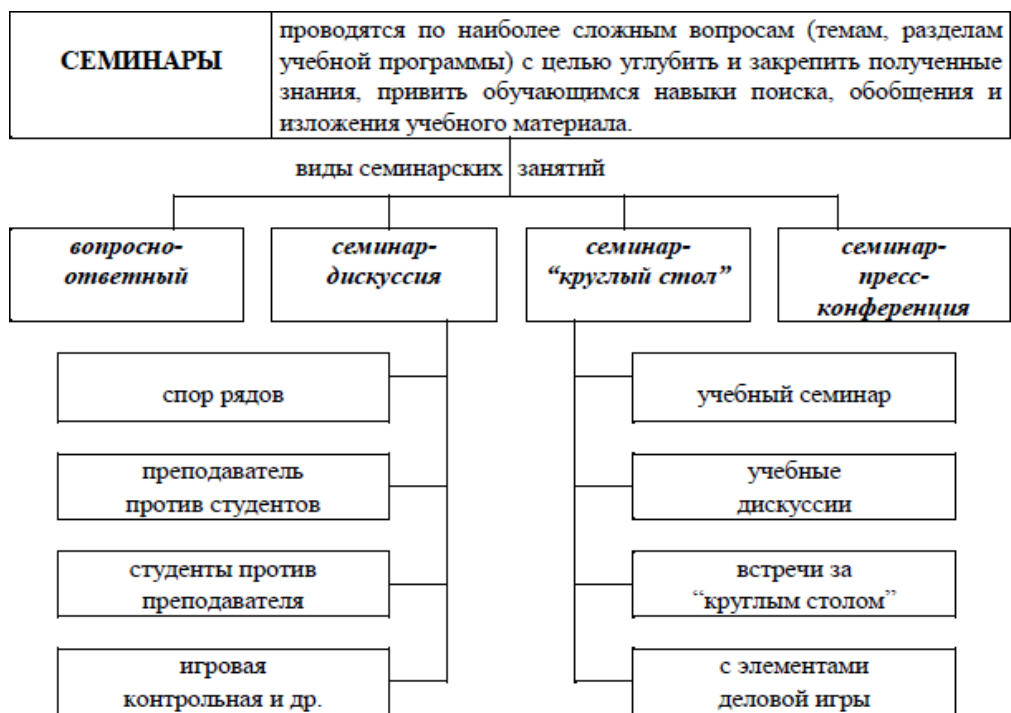 СЕМИНАРЫ
проводятся по наиболее сложным вопросам (темам, разделам
учебной программы) с целью углубить и закрепить полученные
знания, привить обучающимся навыки поиска, обобщения и
изложения учебного материала.
виды семинарских занятий
вопросно-
ответный
семинар-
дискуссия
семинар-
“круглый стол”
семинар-
пресс-
конференция
спор рядов
преподаватель
против студентов
студенты против
преподавателя
игровая
контрольная и др.
учебный семинар
учебные
дискуссии
встречи за
“круглым столом”
с элементами
деловой игры